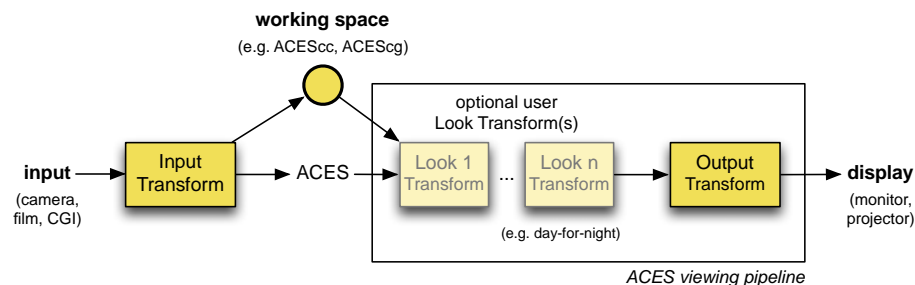 working space
(e.g. ACEScc, ACEScg)
optional user
Look Transform(s)
input
(camera,
film, CGI)
Input
Transform
ACES
Look 1
Transform
...
Look n
Transform
(e.g. day-for-night)
Output
Transform
display
(monitor,
projector)
ACES viewing pipeline